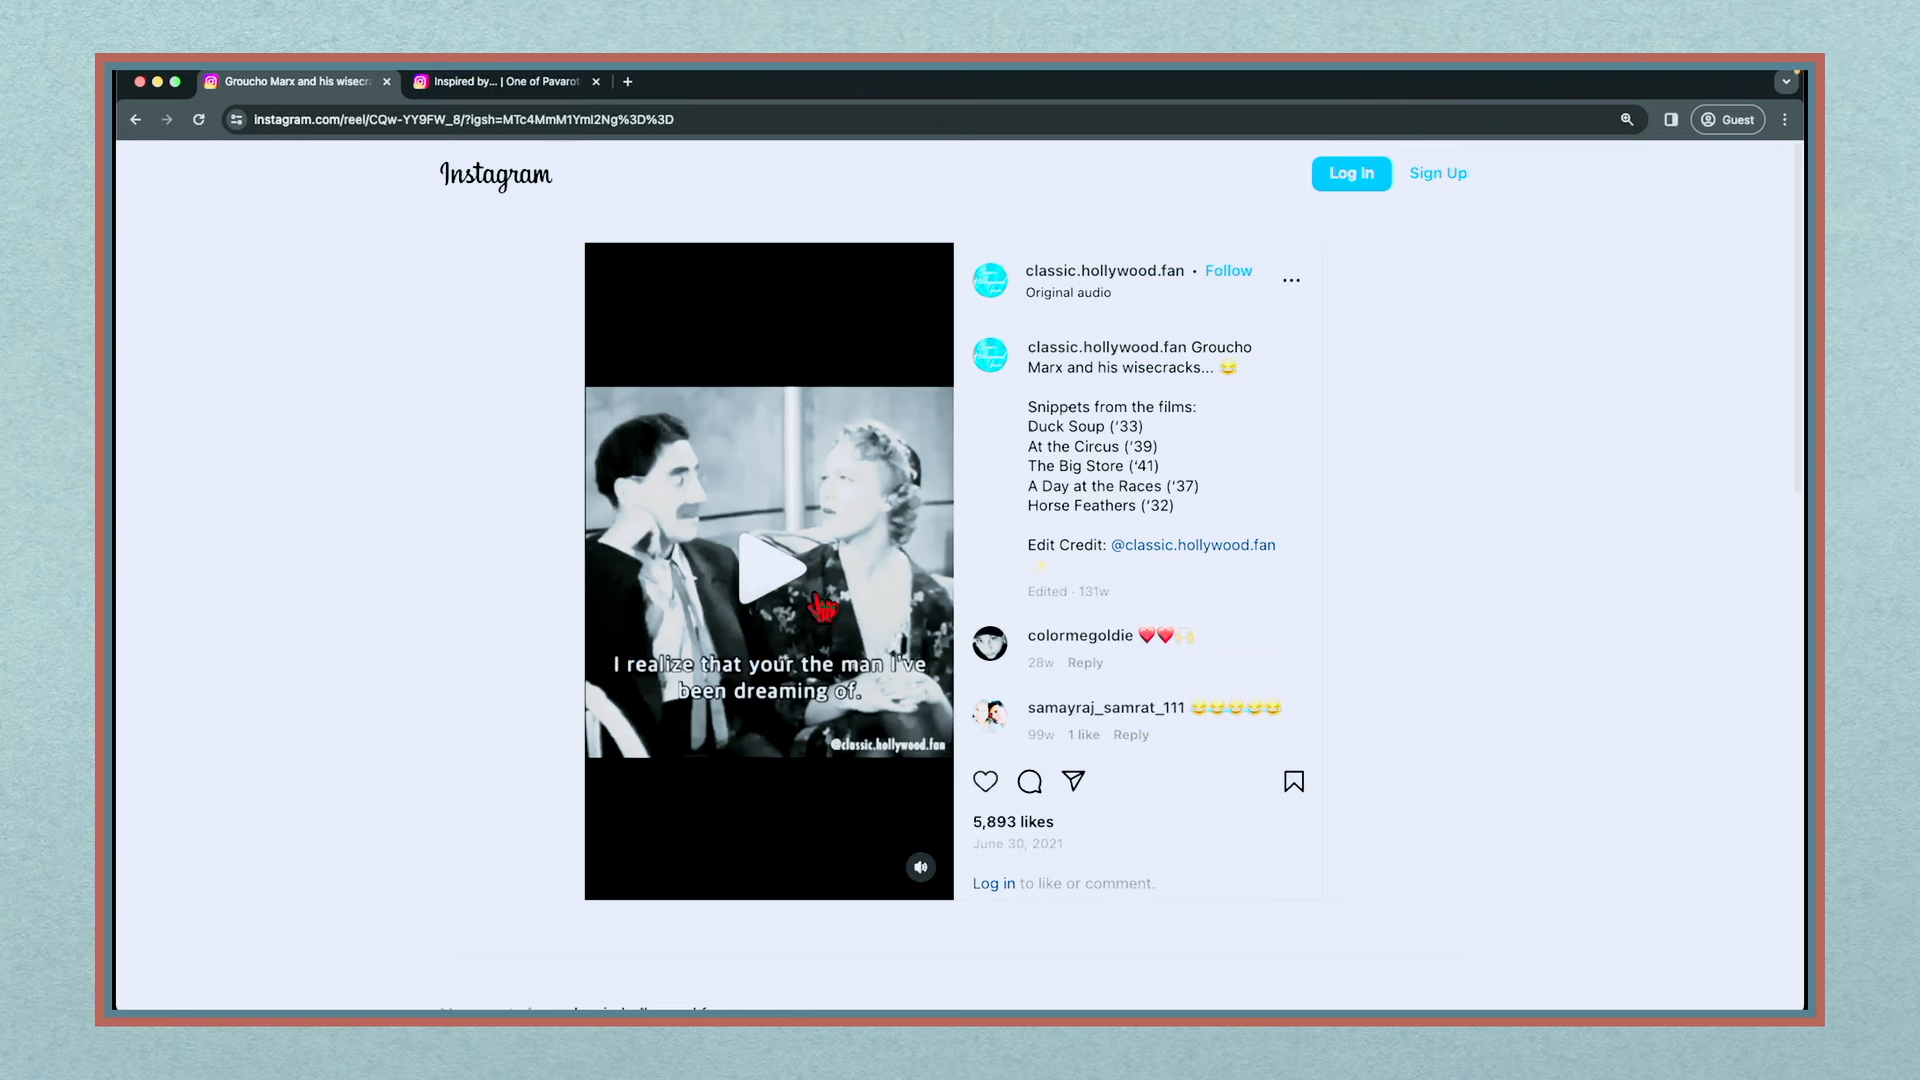 Groucho Marx and his wisecr
Inspired by... | One of Pavarot
instagram.com/reel/CQw-YY9FW_8/?igsh=MTc4MmM1YmI2Ng%3D%3D
Guest
Instagram
Log In
Sign Up
classic.hollywood.fan • Follow
Original audio
classic.hollywood.fan Groucho
Marx and his wisecracks... 😂
Snippets from the films:
Duck Soup (‘33)
At the Circus (‘39)
The Big Store (‘41)
A Day at the Races (‘37)
Horse Feathers (‘32)
Edit Credit: @classic.hollywood.fan
✨
Edited · 131w
colormegoldie ❤️❤️🙌🏻
28w Reply
samayraj_samrat_111 😂😂😂😂😂
99w 1 like Reply
I realize that your the man I've
been dreaming of.
@classic.hollywood.fan
5,893 likes
June 30, 2021
Log in to like or comment.